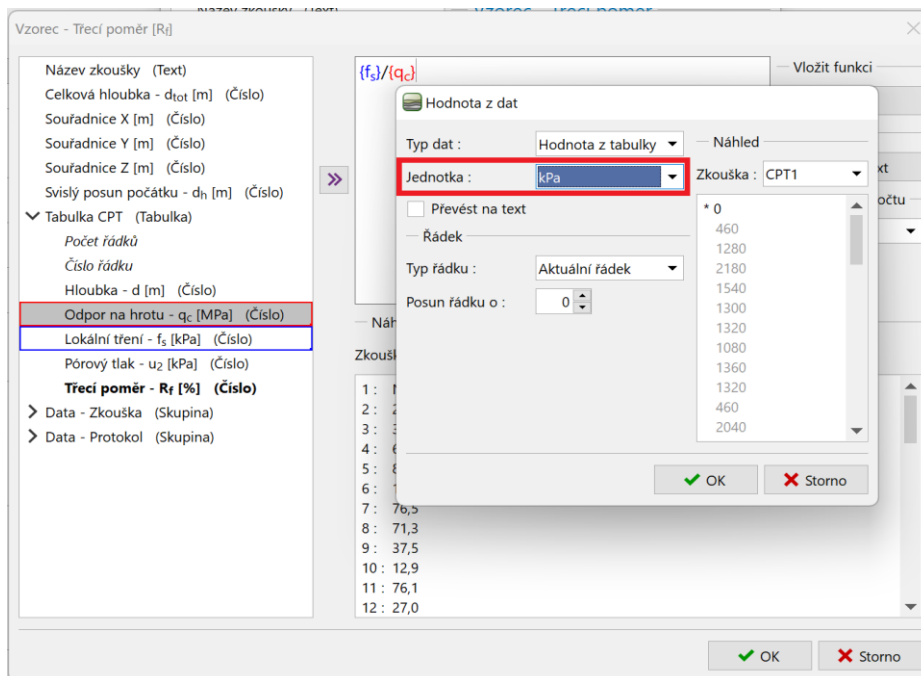 Vzorec - Třecí poměr [Rf]
Název zkoušky (Text)
Celková hloubka - dtot [m] (Číslo)
Souřadnice X [m] (Číslo)
Souřadnice Y [m] (Číslo)
Souřadnice Z [m] (Číslo)
Svislý posun počátku - dh [m] (Číslo)
Tabulka CPT (Tabulka)
Počet řádků
Číslo řádku
Hloubka - d [m] (Číslo)
Odpor na hrotu - qc [MPa] (Číslo)
Lokální tření - fs [kPa] (Číslo)
Pórový tlak - u2 [kPa] (Číslo)
Třecí poměr - Rf [%] (Číslo)
Data - Zkouška (Skupina)
Data - Protokol (Skupina)
{fs}/{qc}
Vložit funkci
Hodnota z dat
Typ dat :
Hodnota z tabulky
Jednotka :
kPa
Převést na text
Řádek
Typ řádku :
Aktuální řádek
Posun řádku o :
0
Náhled
Zkouška :
CPT1
* 0
460
1280
2180
1540
1300
1320
1080
1360
1320
460
2040
OK
Storno
1 :
2 :
3 :
4 :
5 :
6 :
7 : 76,5
8 : 71,3
9 : 37,5
10 : 12,9
11 : 76,1
12 : 27,0
OK
Storno